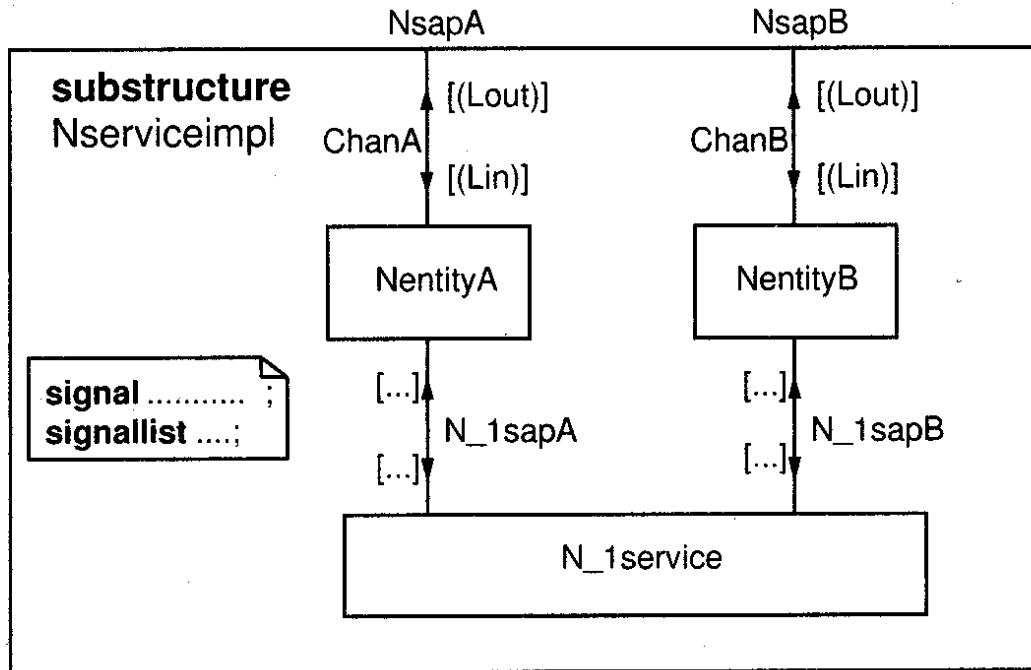 NsapA
NsapB
substructure
Nserviceimpl
[(Lout)]
[(Lout)]
ChanA
ChanB
[(Lin)]
[(Lin)]
NentityA
NentityB
signal ........... ;
signallist ....;
[...]
[...]
N_1sapA
N_1sapB
[...]
[...]
N_1service